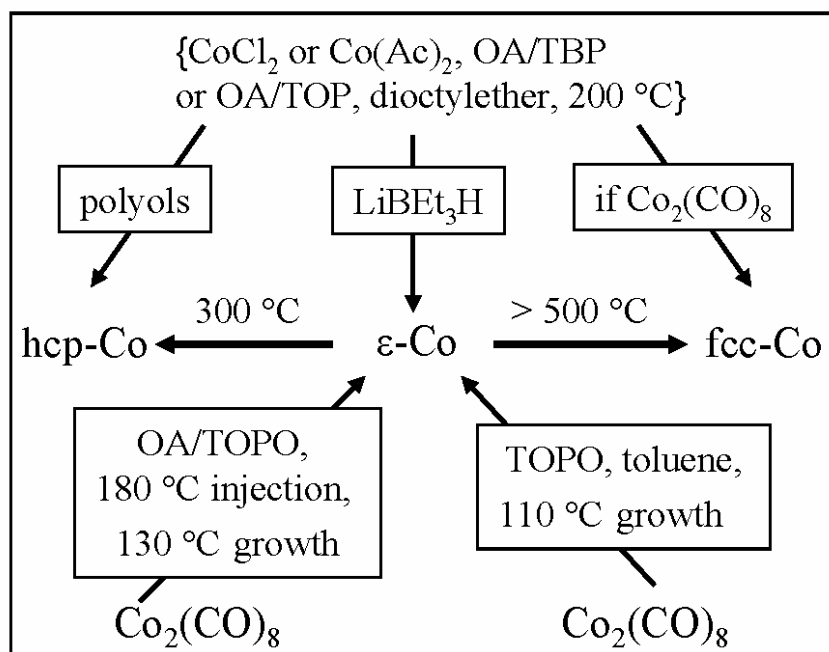 {CoCl₂ or Co(Ac)₂, OA/TBP
or OA/TOP, dioctylether, 200 °C}
polyols
LiBEt₃H
if Co₂(CO)₈
300 °C
> 500 °C
hcp-Co
ε-Co
fcc-Co
OA/TOPO,
180 °C injection,
130 °C growth
TOPO, toluene,
110 °C growth
Co₂(CO)₈
Co₂(CO)₈